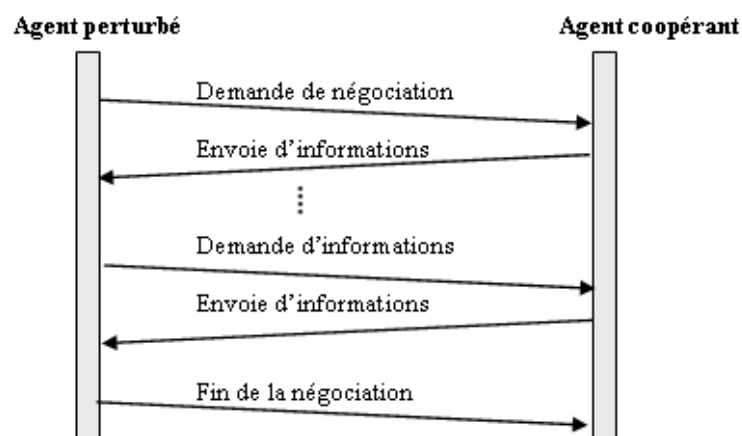 Agent perturbé
Agent coopérant
Demande de négociation
Envoie d'informations
Demande d'informations
Envoie d'informations
Fin de la négociation